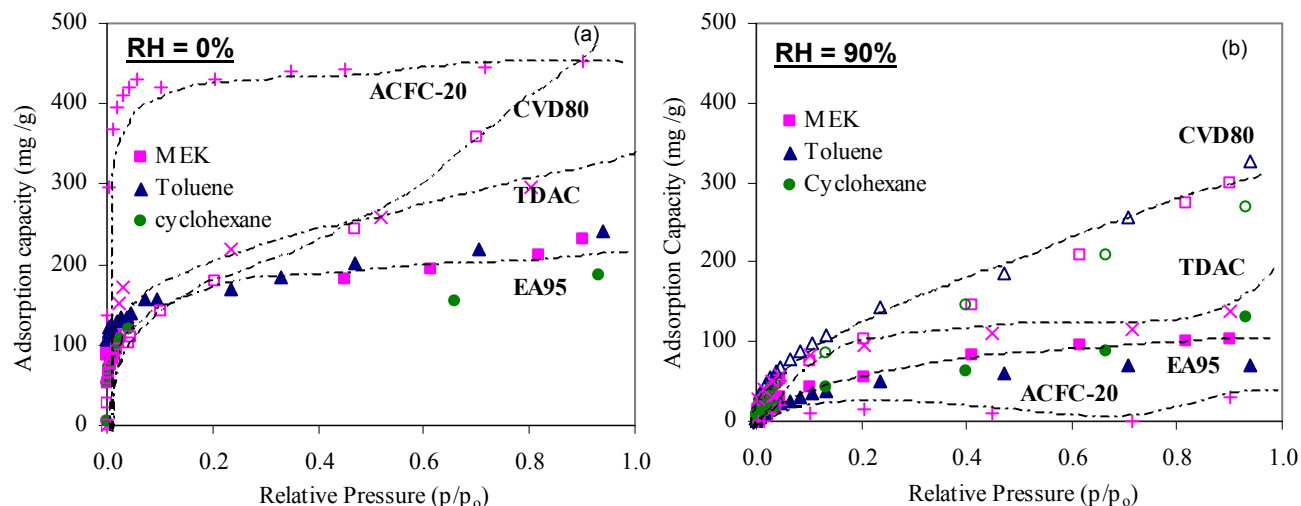 500
400
300
200
100
0
Adsorption capacity (mg /g)
RH = 0%
(a)
ACFC-20
CVD80
MEK
Toluene
cyclohexane
TDAC
EA95
0.0 0.2 0.4 0.6 0.8 1.0
Relative Pressure (p/po)
500
400
300
200
100
0
Adsorption Capacity (mg /g)
RH = 90%
(b)
MEK
Toluene
Cyclohexane
CVD80
TDAC
EA95
ACFC-20
0.0 0.2 0.4 0.6 0.8 1.0
Relative Pressure (p/po)